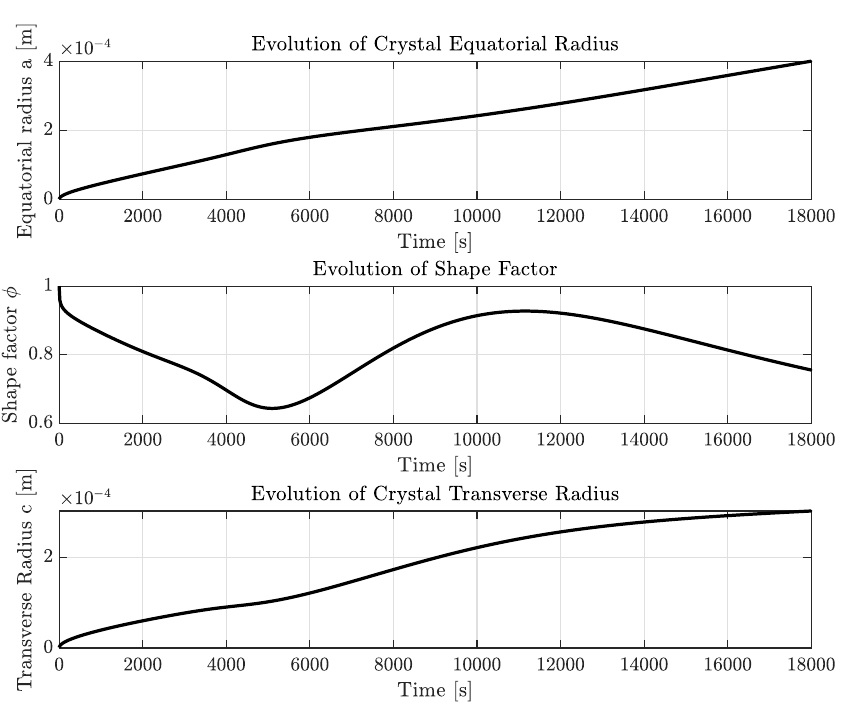 Evolution of Crystal Equatorial Radius
×10⁻⁴
Equatorial radius a [m]
4
2
0
0 2000 4000 6000 8000 10000 12000 14000 16000 18000
Time [s]
Evolution of Shape Factor
Shape factor ϕ
1
0.8
0.6
0 2000 4000 6000 8000 10000 12000 14000 16000 18000
Time [s]
Evolution of Crystal Transverse Radius
×10⁻⁴
Transverse Radius c [m]
2
0
0 2000 4000 6000 8000 10000 12000 14000 16000 18000
Time [s]